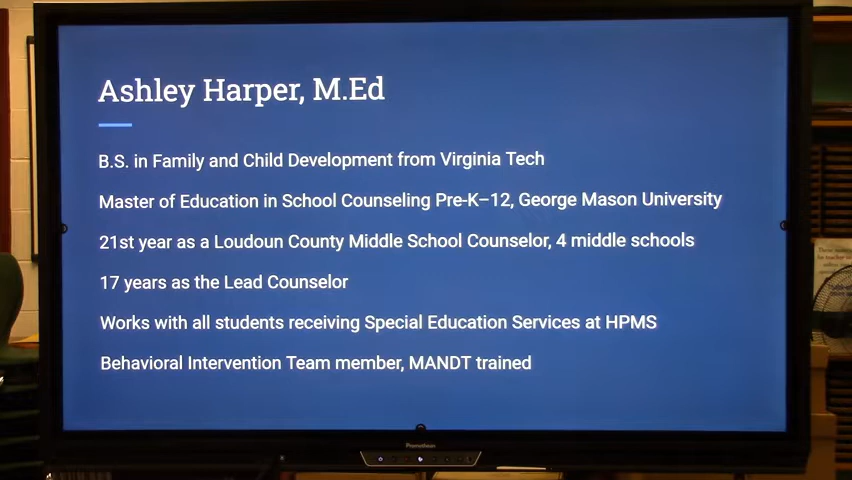 Ashley Harper, M.Ed
B.S. in Family and Child Development from Virginia Tech
Master of Education in School Counseling Pre-K–12, George Mason University
21st year as a Loudoun County Middle School Counselor, 4 middle schools
17 years as the Lead Counselor
Works with all students receiving Special Education Services at HPMS
Behavioral Intervention Team member, MANDT trained
Promethean